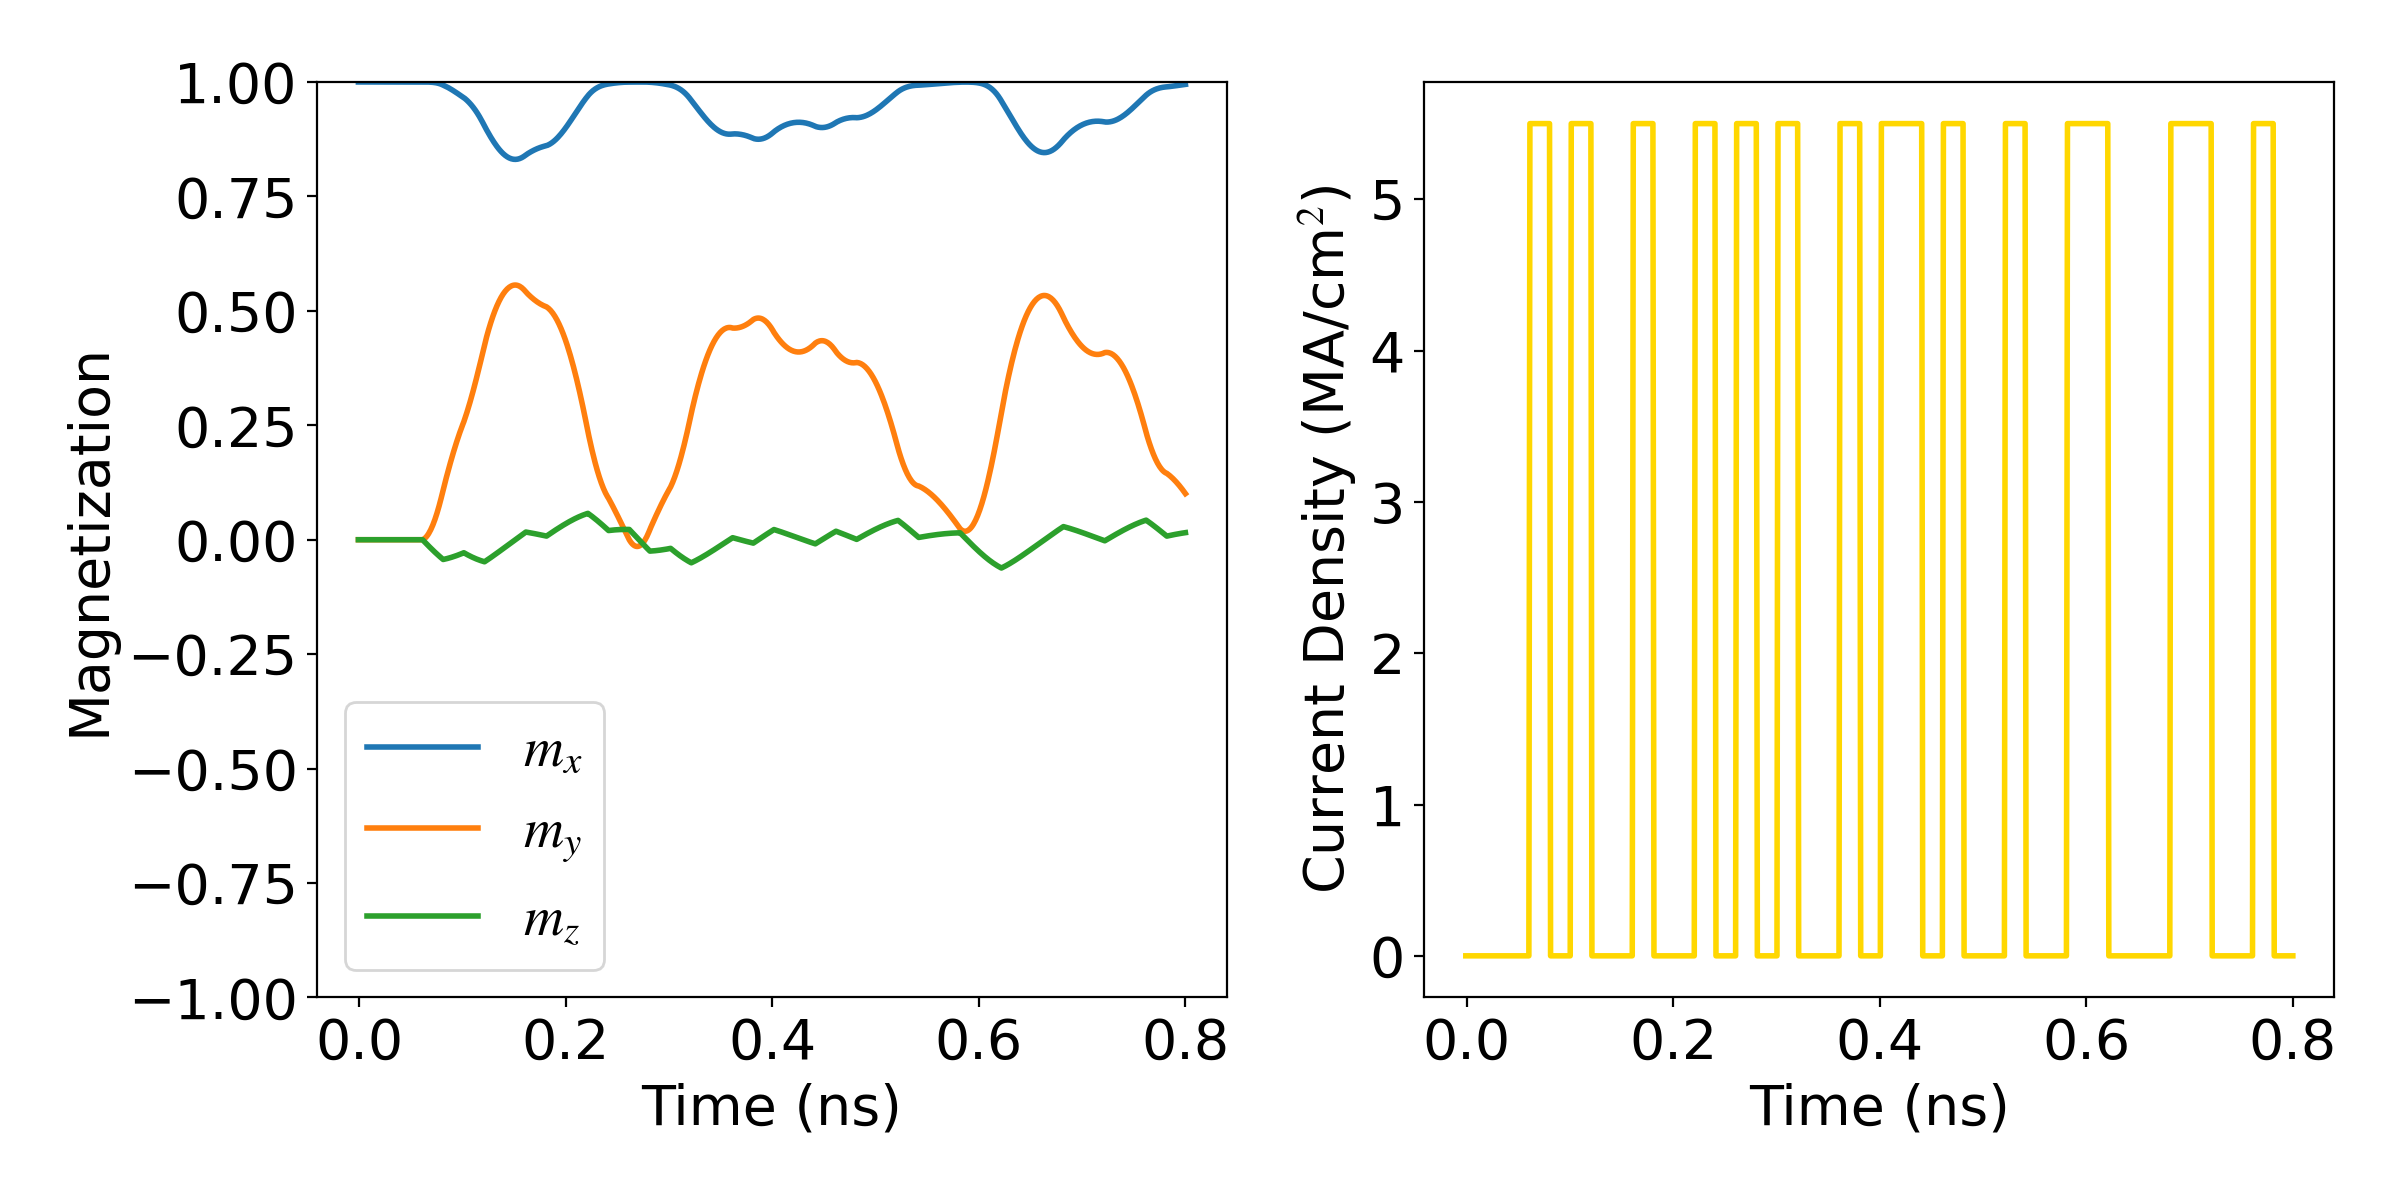 1.00
0.75
0.50
0.25
0.00
−0.25
−0.50
−0.75
−1.00
Magnetization
m_x
m_y
m_z
0.0 0.2 0.4 0.6 0.8
Time (ns)
5
4
3
2
1
0
Current Density (MA/cm²)
0.0 0.2 0.4 0.6 0.8
Time (ns)